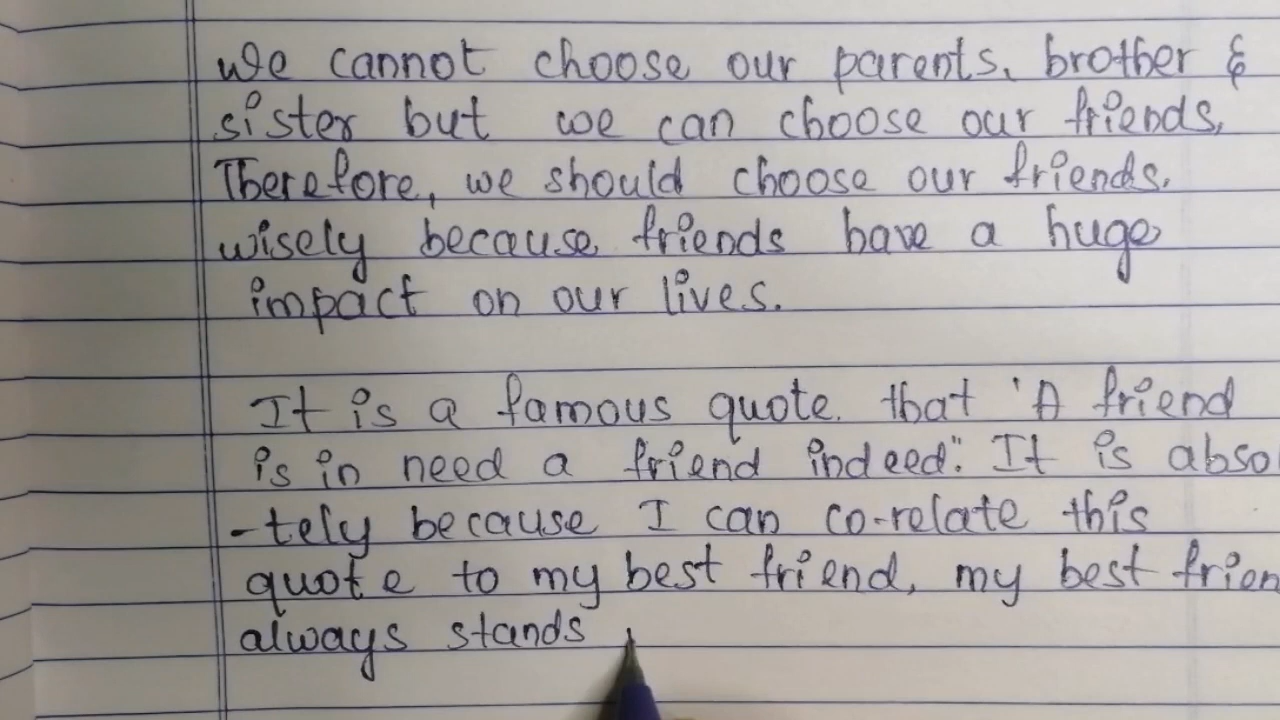 We cannot choose our parents, brother &
sister but we can choose our friends,
Therefore, we should choose our friends.
wisely because friends have a huge
impact on our lives.
It is a famous quote. that 'A friend
is in need a friend indeed." It is abso
-tely because I can co-relate this
quote to my best friend, my best frien
always stands